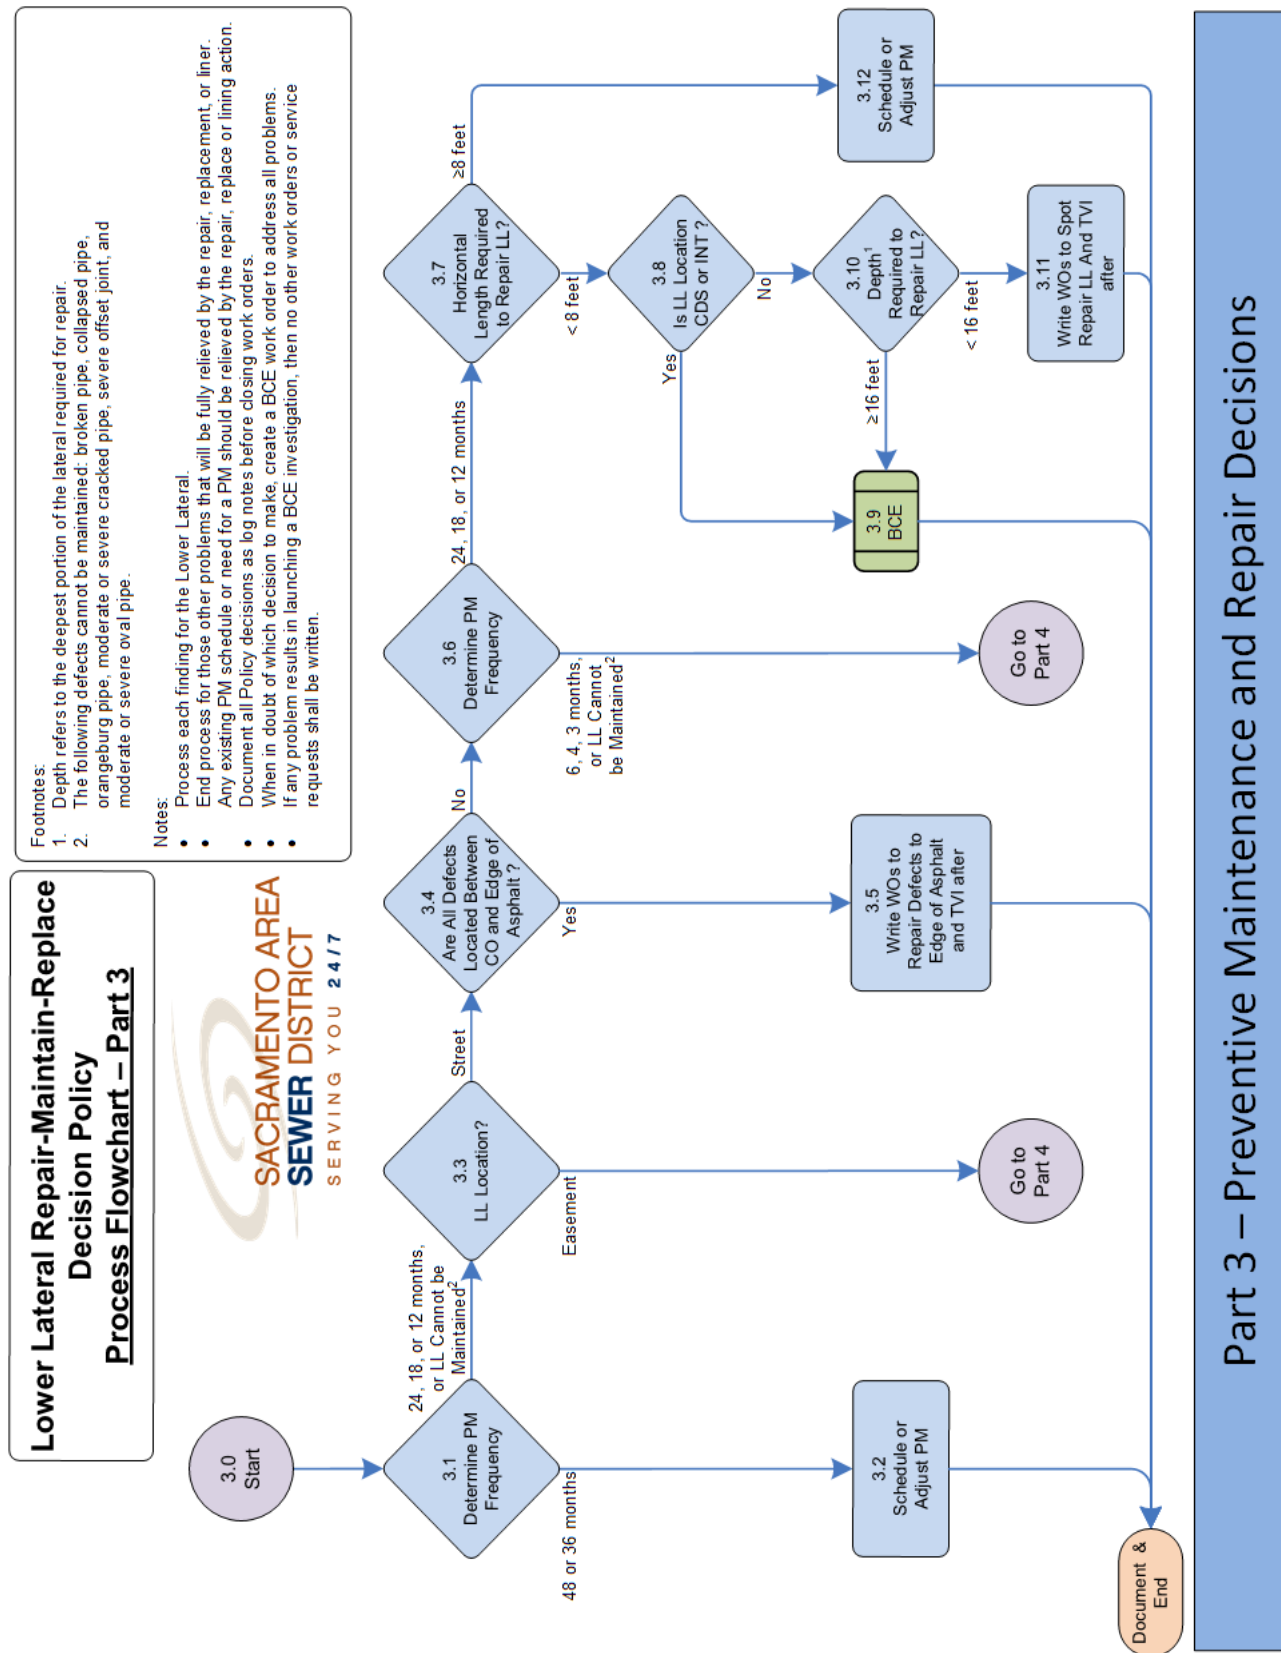 Lower Lateral Repair-Maintain-Replace
Decision Policy
Process Flowchart – Part 3
Footnotes:
1. Depth refers to the deepest portion of the lateral required for repair.
2. The following defects cannot be maintained: broken pipe, collapsed pipe,
orangeburg pipe, moderate or severe cracked pipe, severe offset joint, and
moderate or severe oval pipe.
Notes:
• Process each finding for the Lower Lateral.
• End process for those other problems that will be fully relieved by the repair, replacement, or liner.
Any existing PM schedule or need for a PM should be relieved by the repair, replace or lining action.
• Document all Policy decisions as log notes before closing work orders.
• When in doubt of which decision to make, create a BCE work order to address all problems.
• If any problem results in launching a BCE investigation, then no other work orders or service
requests shall be written.
SACRAMENTO AREA
SEWER DISTRICT
SERVING YOU 24/7
3.0
Start
3.1
Determine PM
Frequency
48 or 36 months
24, 18, or 12 months,
or LL Cannot be
Maintained2
3.2
Schedule or
Adjust PM
3.3
LL Location?
Easement
Street
Go to
Part 4
3.4
Are All Defects
Located Between
CO and Edge of
Asphalt ?
Yes
No
3.5
Write WOs to
Repair Defects to
Edge of Asphalt
and TVI after
3.6
Determine PM
Frequency
6, 4, 3 months,
or LL Cannot
be Maintained2
24, 18, or 12 months
Go to
Part 4
3.7
Horizontal
Length Required
to Repair LL?
≥8 feet
< 8 feet
3.8
Is LL Location
CDS or INT ?
Yes
No
3.9
BCE
3.10
Depth1
Required to
Repair LL?
≥16 feet
< 16 feet
3.11
Write WOs to Spot
Repair LL And TVI
after
3.12
Schedule or
Adjust PM
Document &
End
Part 3 – Preventive Maintenance and Repair Decisions